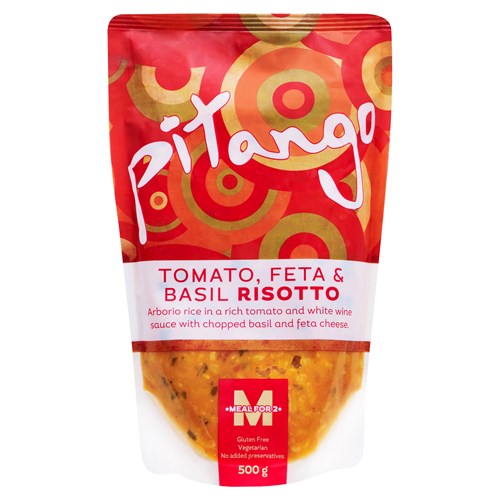 pitango
TOMATO, FETA &
BASIL RISOTTO
Arborio rice in a rich tomato and white wine
sauce with chopped basil and feta cheese.
M
•MEAL FOR 2•
Gluten Free
Vegetarian
No added preservatives
500 g